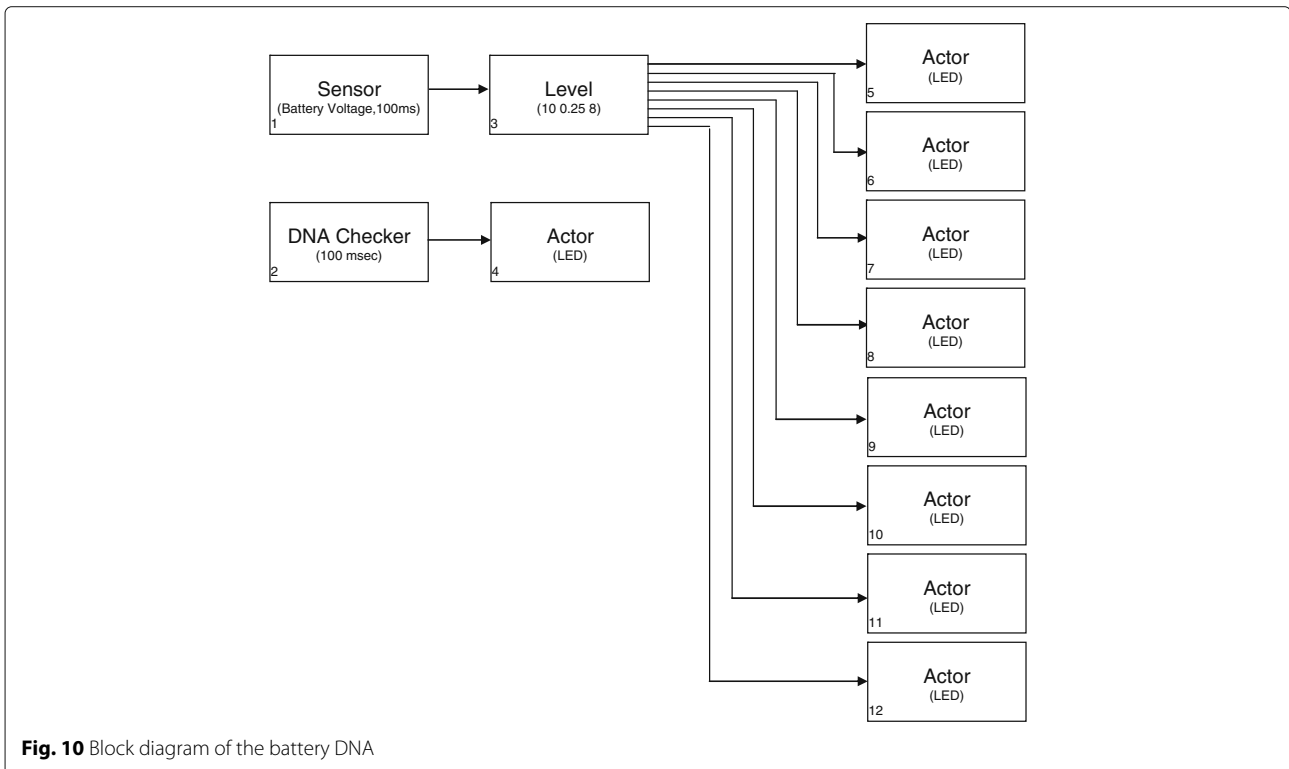 Sensor
(Battery Voltage,100ms)
1
Level
(10 0.25 8)
3
DNA Checker
(100 msec)
2
Actor
(LED)
4
Actor
(LED)
5
Actor
(LED)
6
Actor
(LED)
7
Actor
(LED)
8
Actor
(LED)
9
Actor
(LED)
10
Actor
(LED)
11
Actor
(LED)
12
Fig. 10 Block diagram of the battery DNA